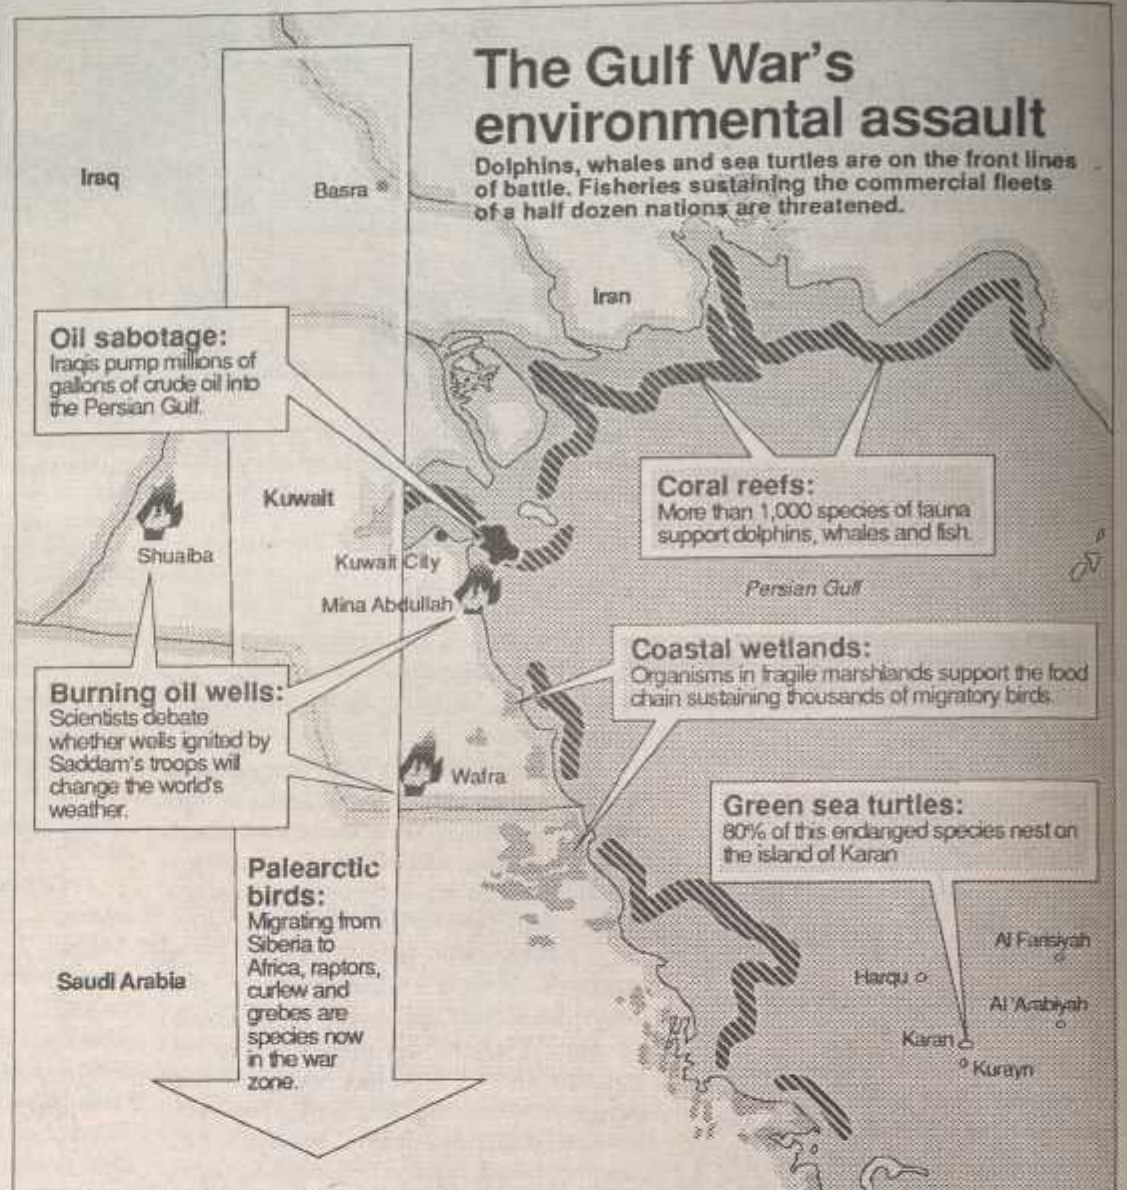 The Gulf War's
environmental assault
Dolphins, whales and sea turtles are on the front lines
of battle. Fisheries sustaining the commercial fleets
of a half dozen nations are threatened.
Iraq
Basra
Iran
Oil sabotage:
Iraqis pump millions of
gallons of crude oil into
the Persian Gulf.
Kuwait
Coral reefs:
More than 1,000 species of fauna
support dolphins, whales and fish.
Shuaiba
Kuwait City
Mina Abdullah
Persian Gulf
Coastal wetlands:
Organisms in fragile marshlands support the food
chain sustaining thousands of migratory birds.
Burning oil wells:
Scientists debate
whether wells ignited by
Saddam's troops will
change the world's
weather.
Wafra
Green sea turtles:
80% of this endanged species nest on
the island of Karan
Palearctic
birds:
Migrating from
Siberia to
Africa, raptors,
curlew and
grebes are
species now
in the war
zone.
Saudi Arabia
Al Farisiyah
Harqu
Al 'Arabiyah
Karan
Kurayn